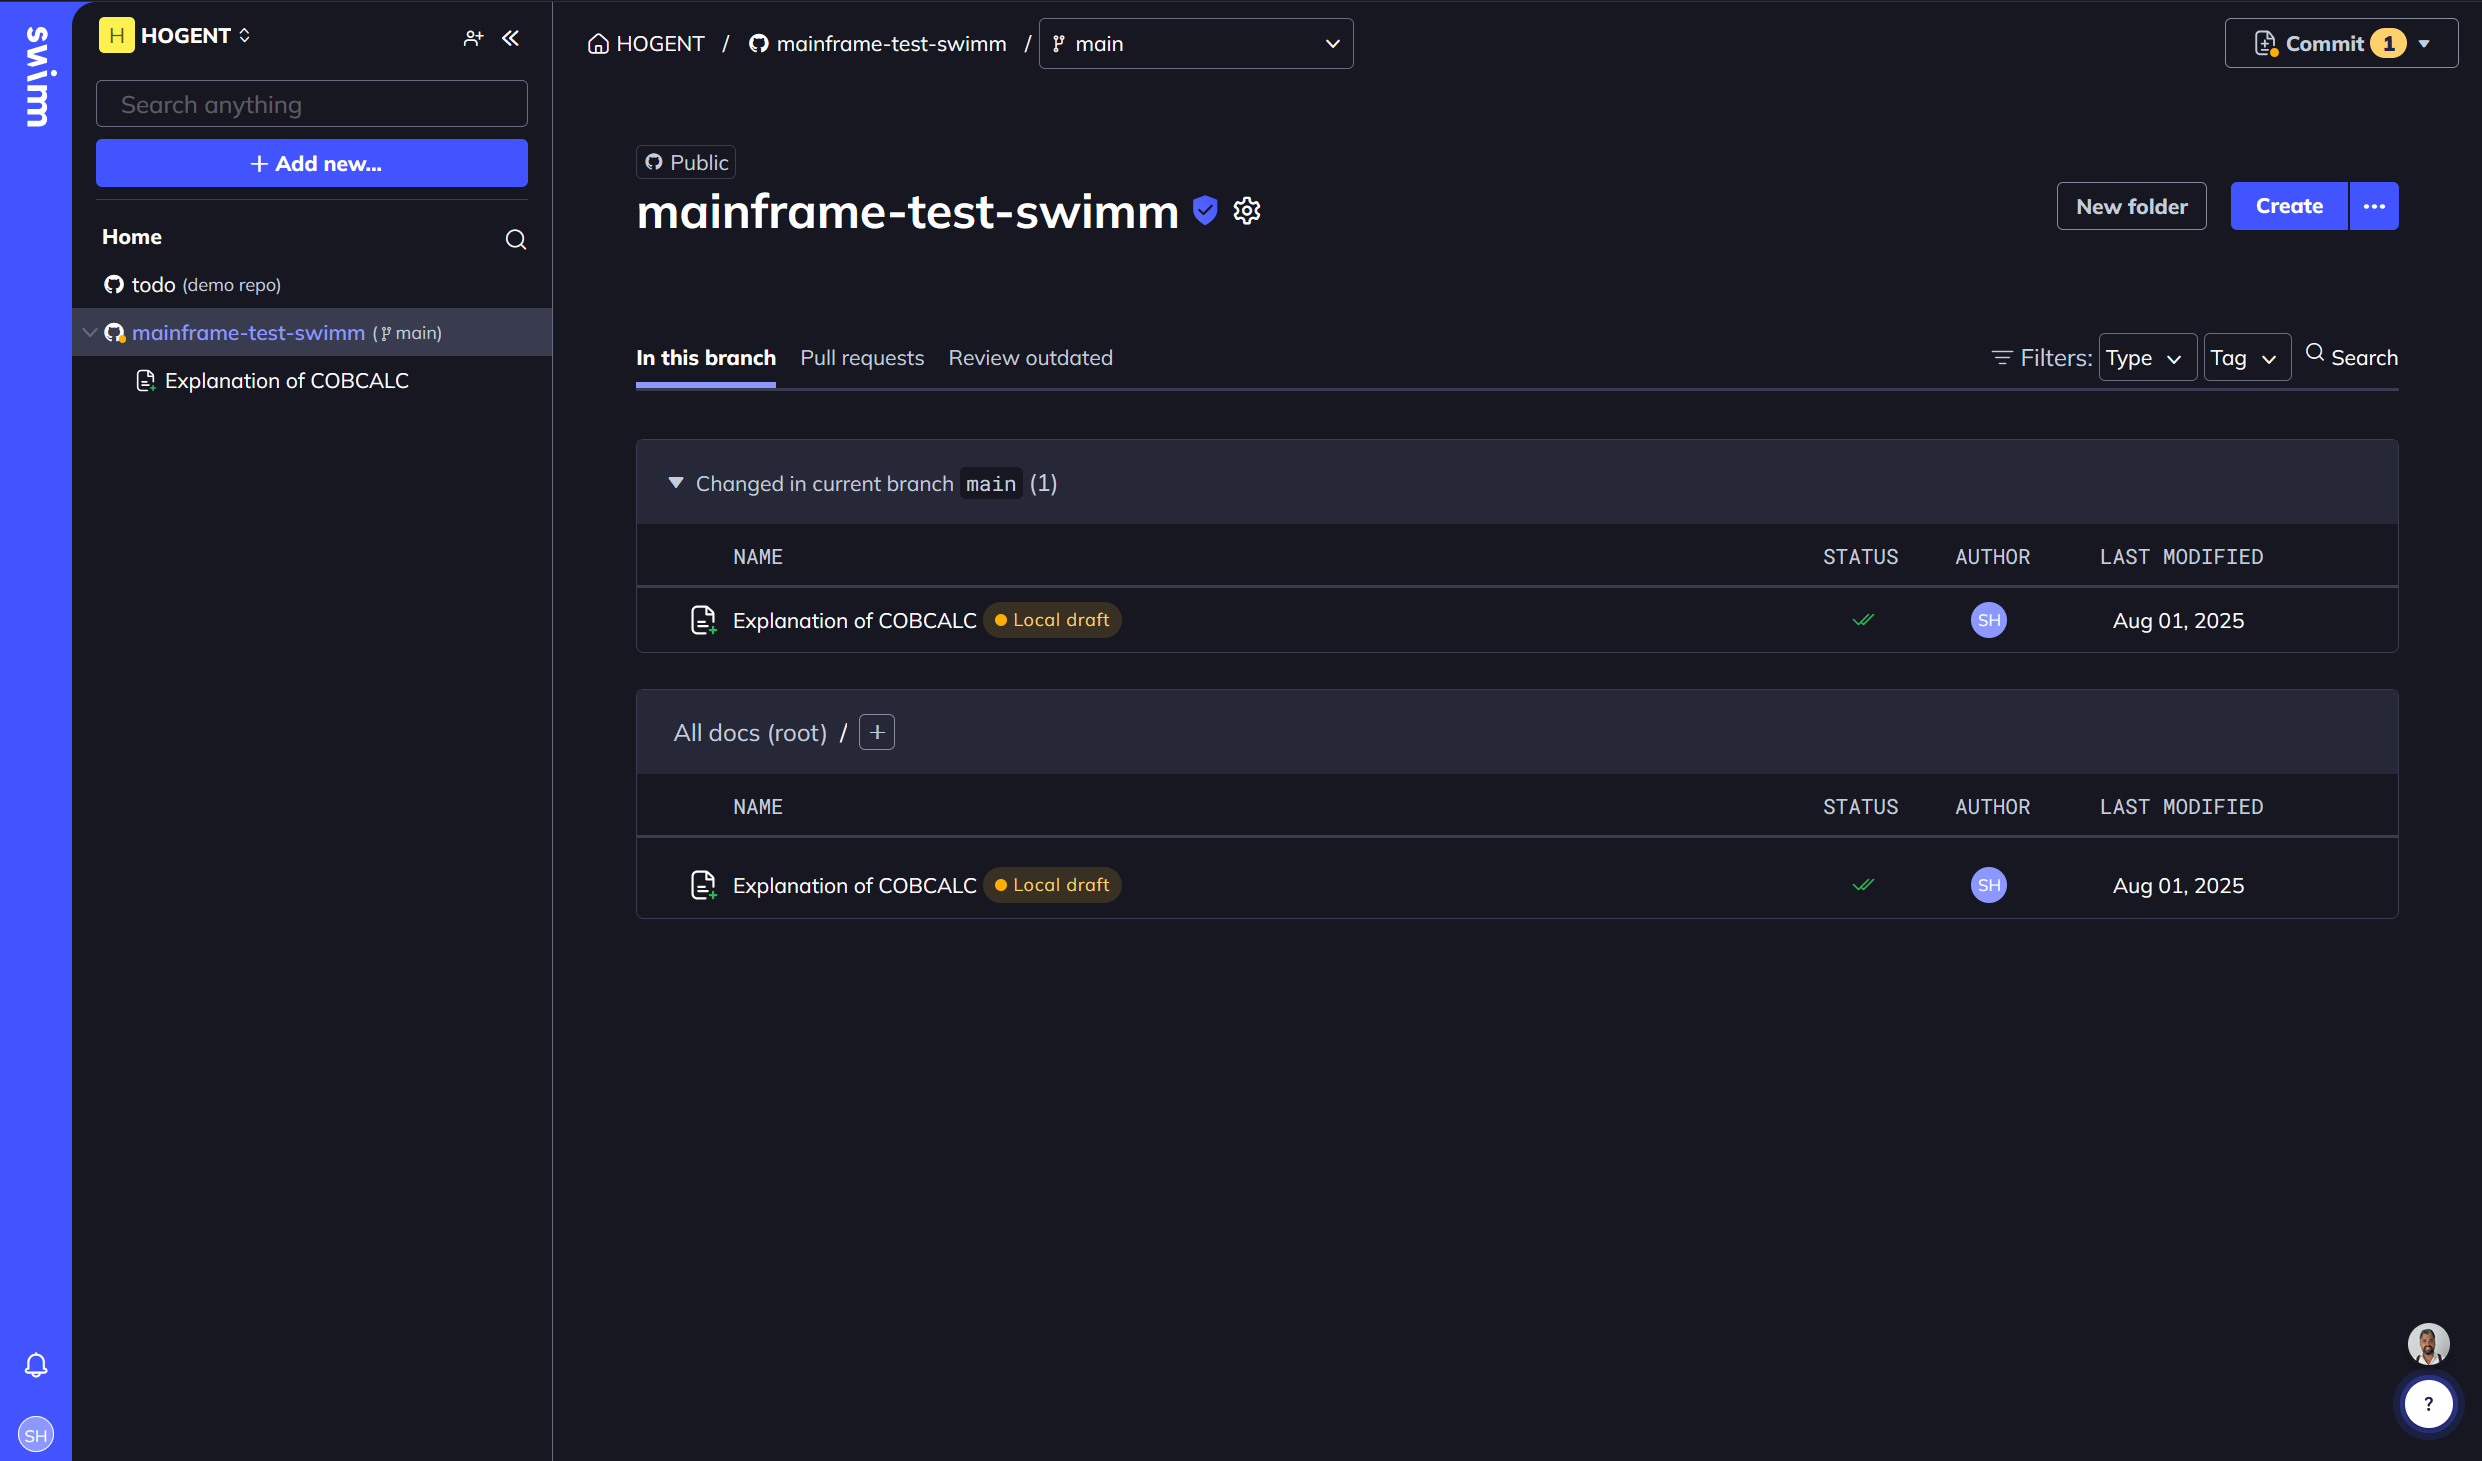 swimm
H HOGENT
Search anything
+ Add new...
Home
todo (demo repo)
mainframe-test-swimm (main)
Explanation of COBCALC
SH
HOGENT / mainframe-test-swimm / main
Commit 1
Public
mainframe-test-swimm
New folder
Create
In this branch Pull requests Review outdated
Filters: Type Tag Search
Changed in current branch main (1)
NAME STATUS AUTHOR LAST MODIFIED
Explanation of COBCALC Local draft SH Aug 01, 2025
All docs (root) / +
NAME STATUS AUTHOR LAST MODIFIED
Explanation of COBCALC Local draft SH Aug 01, 2025
?